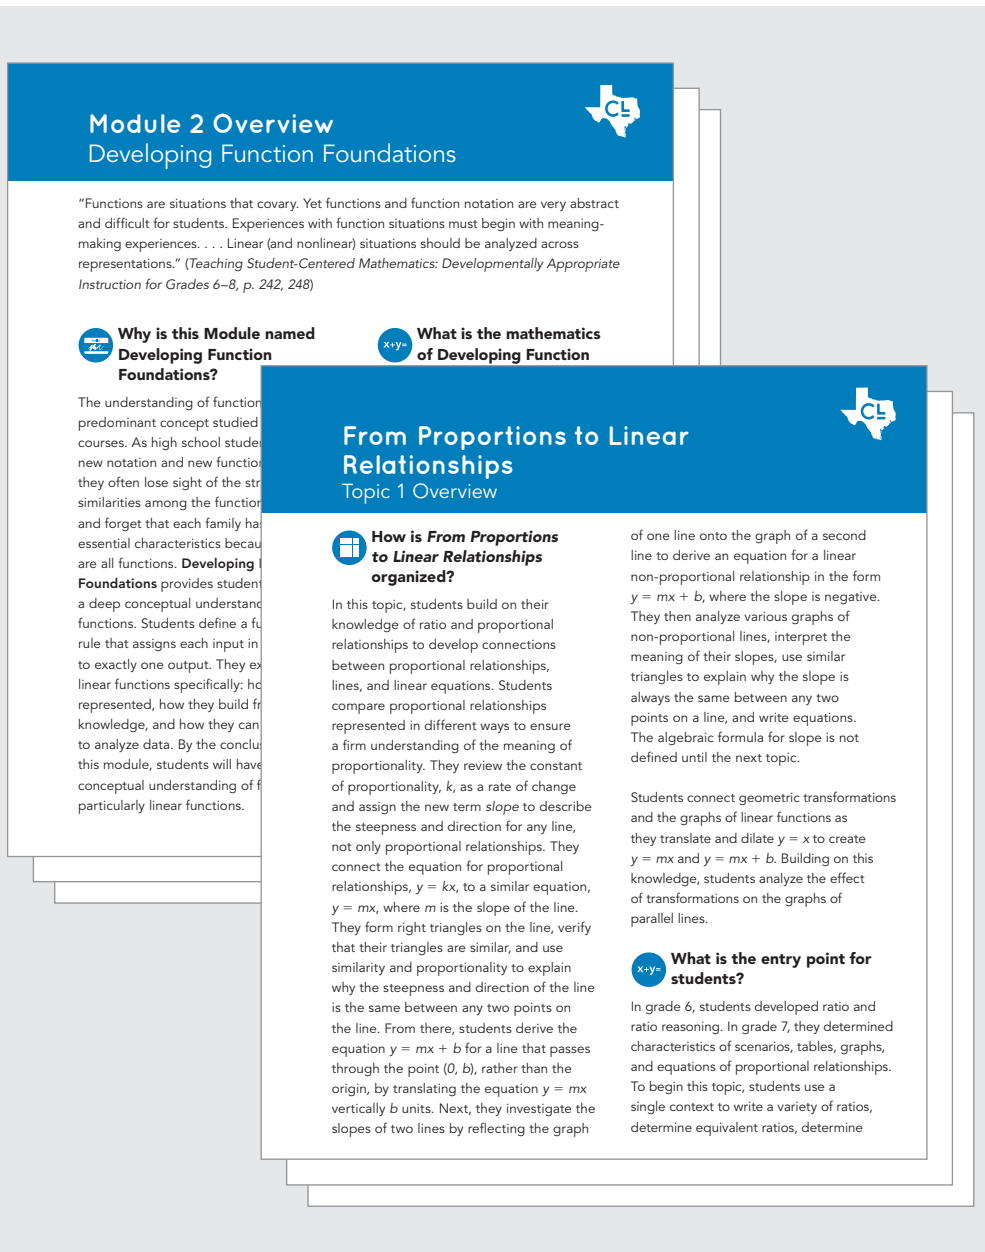 Module 2 Overview
Developing Function Foundations
CL
“Functions are situations that covary. Yet functions and function notation are very abstract
and difficult for students. Experiences with function situations must begin with meaning-
making experiences. . . . Linear (and nonlinear) situations should be analyzed across
representations.” (Teaching Student-Centered Mathematics: Developmentally Appropriate
Instruction for Grades 6–8, p. 242, 248)
Why is this Module named
Developing Function
Foundations?
The understanding of function
predominant concept studied
courses. As high school
new notation and new
they often lose sight of the
similarities among the
and forget that each family
essential characteristics
are all functions. Developing
Foundations provides
a deep conceptual
functions. Students define a
rule that assigns each input in
to exactly one output. They
linear functions specifically:
represented, how they build
knowledge, and how they can
to analyze data. By the
this module, students will have
conceptual understanding of
particularly linear functions.
x+y=
What is the mathematics
of Developing Function
From Proportions to Linear
Relationships
Topic 1 Overview
CL
How is From Proportions
to Linear Relationships
organized?
In this topic, students build on their
knowledge of ratio and proportional
relationships to develop connections
between proportional relationships,
lines, and linear equations. Students
compare proportional relationships
represented in different ways to ensure
a firm understanding of the meaning of
proportionality. They review the constant
of proportionality, k, as a rate of change
and assign the new term slope to describe
the steepness and direction for any line,
not only proportional relationships. They
connect the equation for proportional
relationships, y = kx, to a similar equation,
y = mx, where m is the slope of the line.
They form right triangles on the line, verify
that their triangles are similar, and use
similarity and proportionality to explain
why the steepness and direction of the line
is the same between any two points on
the line. From there, students derive the
equation y = mx + b for a line that passes
through the point (0, b), rather than the
origin, by translating the equation y = mx
vertically b units. Next, they investigate the
slopes of two lines by reflecting the graph
of one line onto the graph of a second
line to derive an equation for a linear
non-proportional relationship in the form
y = mx + b, where the slope is negative.
They then analyze various graphs of
non-proportional lines, interpret the
meaning of their slopes, use similar
triangles to explain why the slope is
always the same between any two
points on a line, and write equations.
The algebraic formula for slope is not
defined until the next topic.
Students connect geometric transformations
and the graphs of linear functions as
they translate and dilate y = x to create
y = mx and y = mx + b. Building on this
knowledge, students analyze the effect
of transformations on the graphs of
parallel lines.
x+y=
What is the entry point for
students?
In grade 6, students developed ratio and
ratio reasoning. In grade 7, they determined
characteristics of scenarios, tables, graphs,
and equations of proportional relationships.
To begin this topic, students use a
single context to write a variety of ratios,
determine equivalent ratios, determine